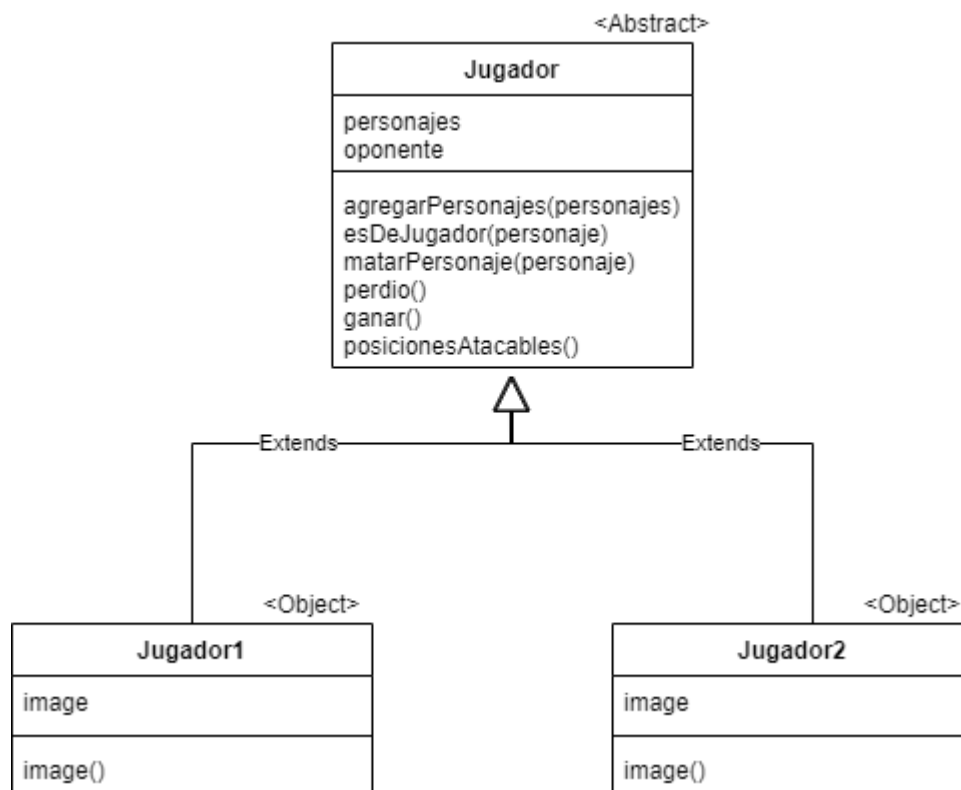 <Abstract>
Jugador
personajes
oponente
agregarPersonajes(personajes)
esDeJugador(personaje)
matarPersonaje(personaje)
perdio()
ganar()
posicionesAtacables()
Extends
Extends
<Object>
Jugador1
image
image()
<Object>
Jugador2
image
image()